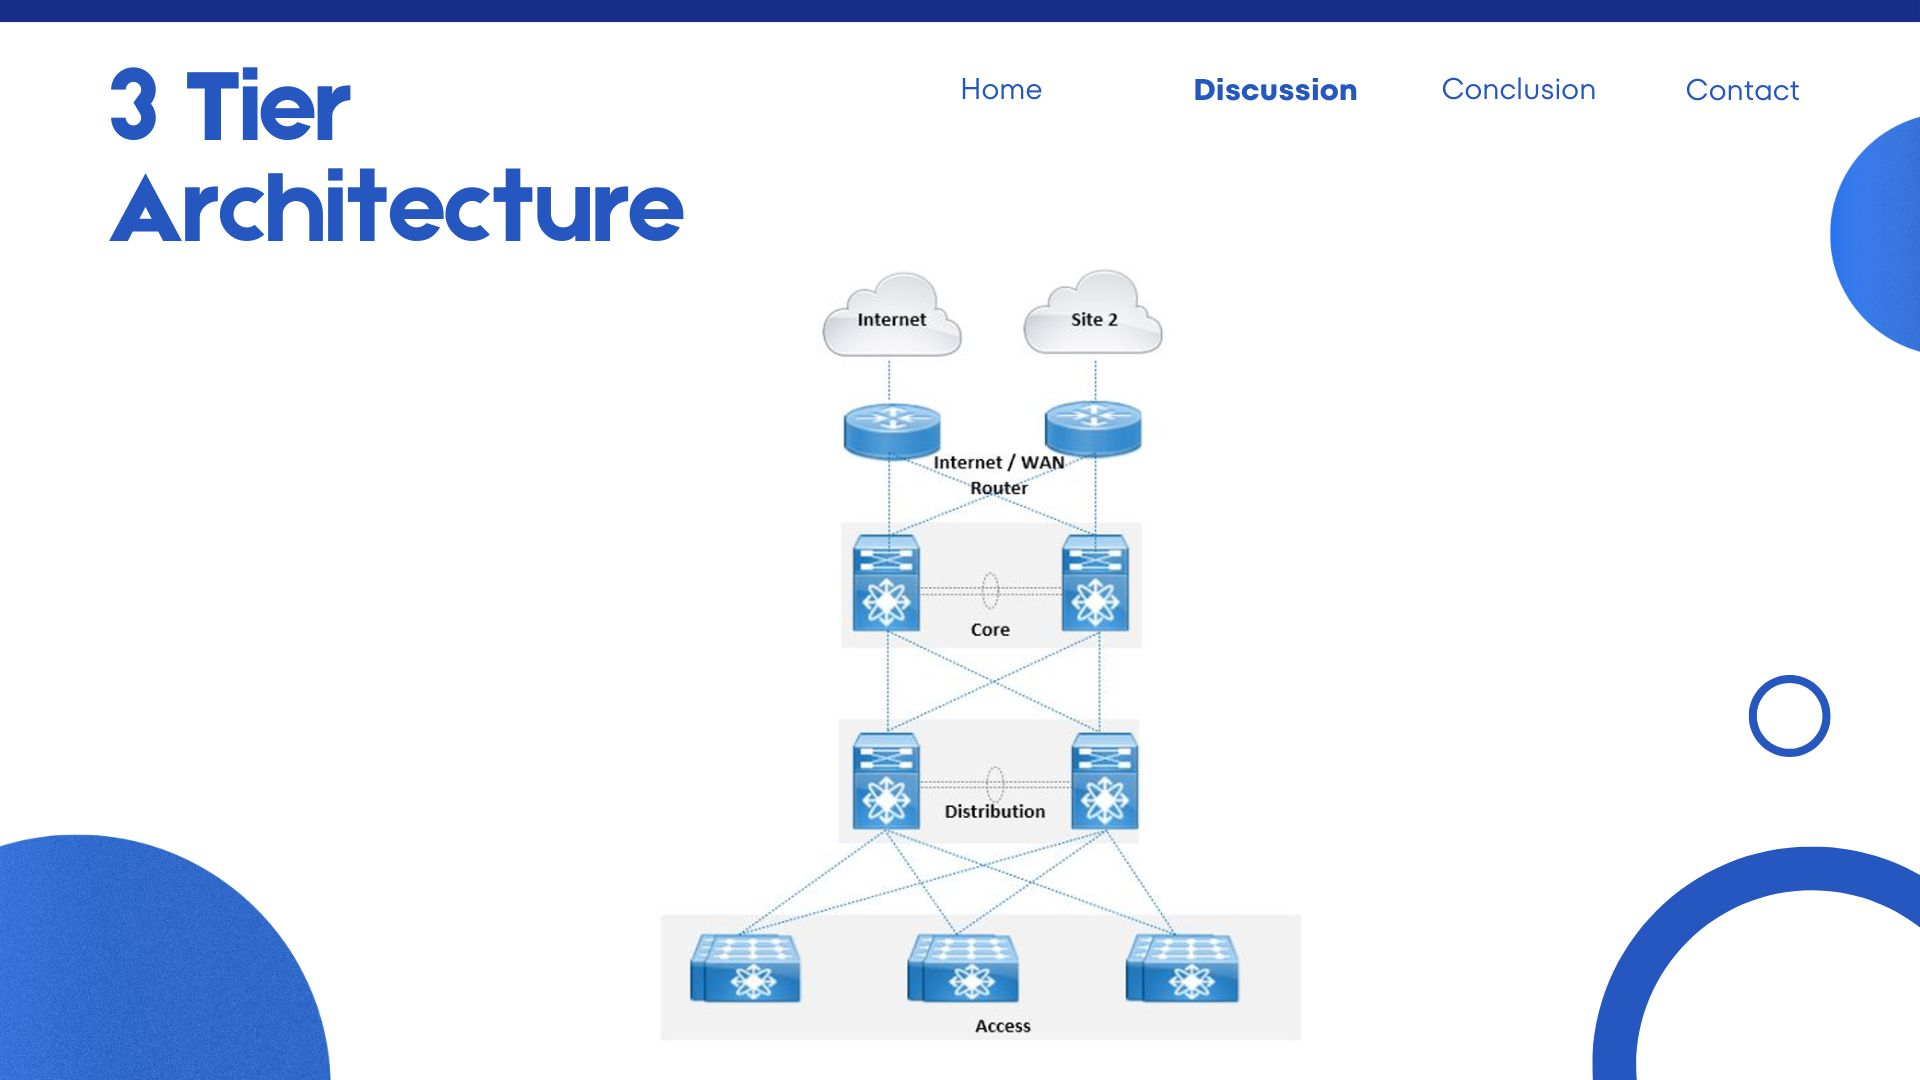 3 Tier
Architecture
Home
Discussion
Conclusion
Contact
Internet
Site 2
Internet / WAN
Router
Core
Distribution
Access